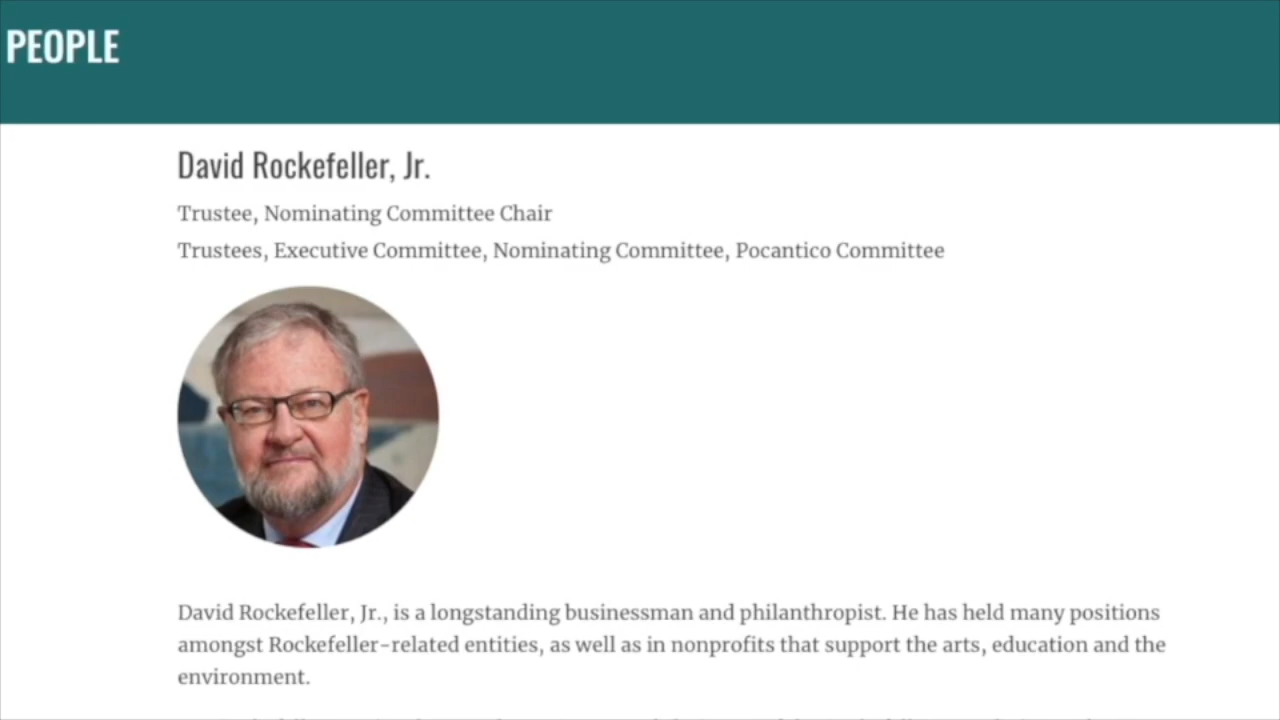 PEOPLE
David Rockefeller, Jr.
Trustee, Nominating Committee Chair
Trustees, Executive Committee, Nominating Committee, Pocantico Committee
David Rockefeller, Jr., is a longstanding businessman and philanthropist. He has held many positions
amongst Rockefeller-related entities, as well as in nonprofits that support the arts, education and the
environment.